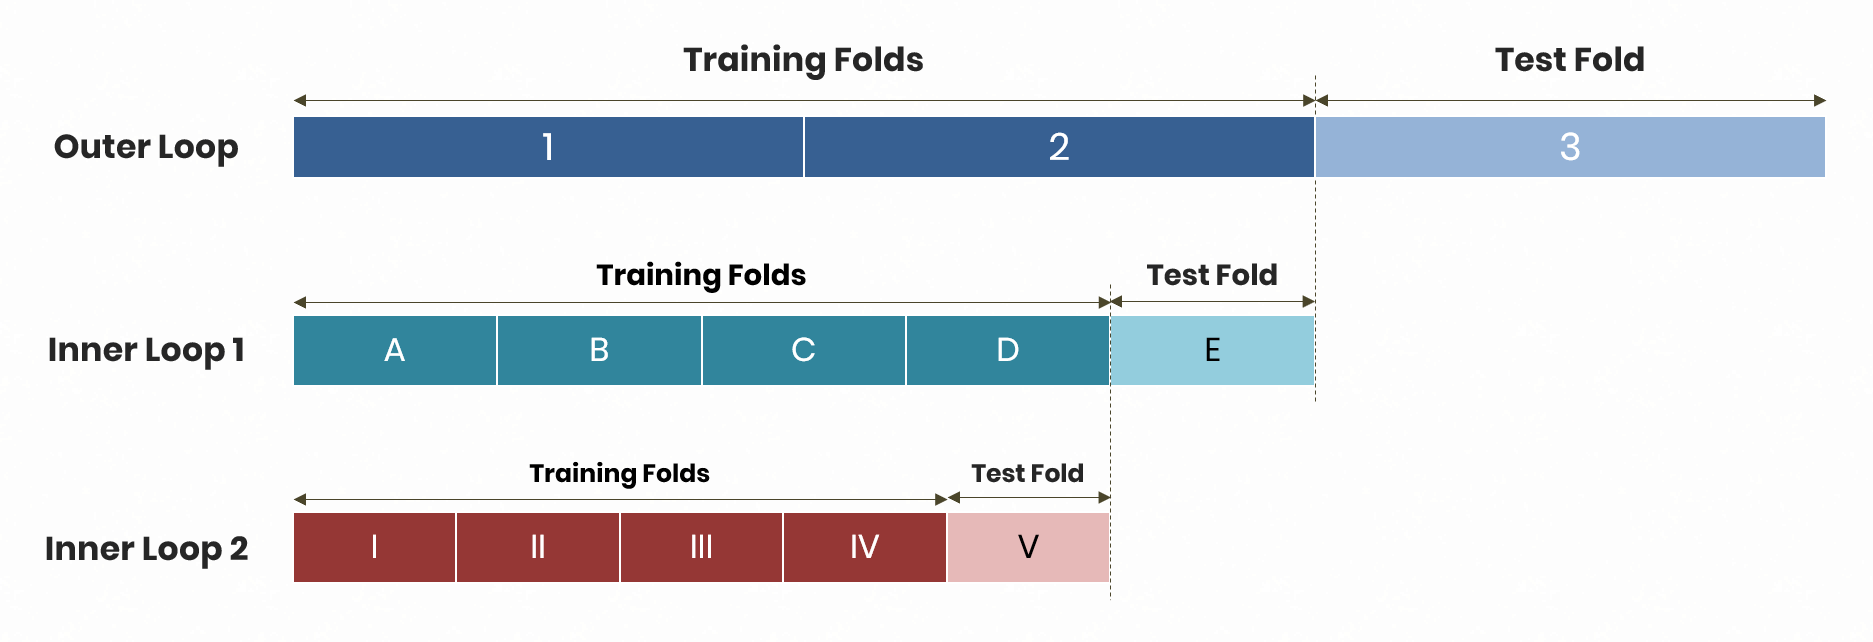 Training Folds
Test Fold
Outer Loop
1
2
3
Training Folds
Test Fold
Inner Loop 1
A
B
C
D
E
Training Folds
Test Fold
Inner Loop 2
I
II
III
IV
V